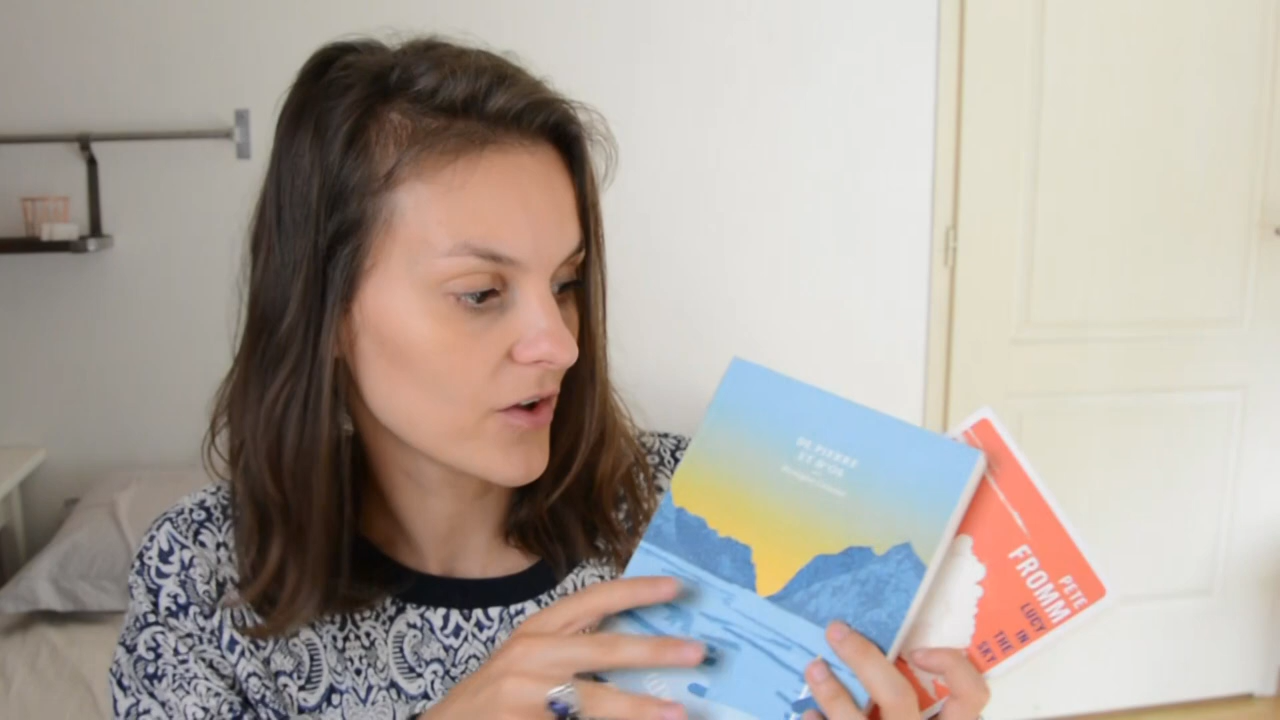 DE PIERRE
ET D'OS
PETE
FROMM
LUCY
IN
THE
SKY